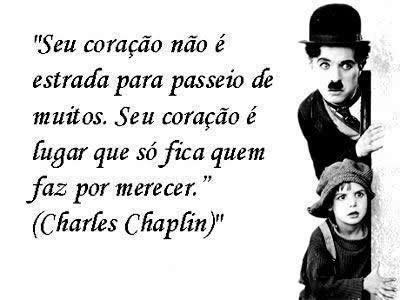 "Seu coração não é
estrada para passeio de
muitos. Seu coração é
lugar que só fica quem
faz por merecer.”
(Charles Chaplin)"